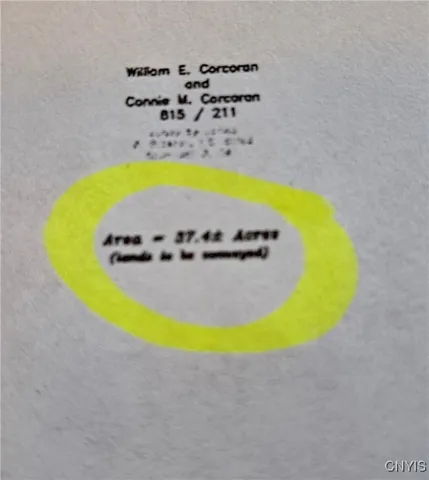 William E. Corcoran
and
Connie M. Corcoran
815 / 211
Area = 37.4± Acres
(lands to be conveyed)
CNYIS